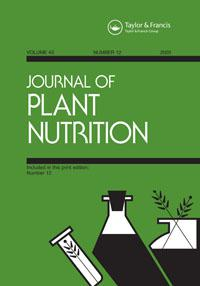 Taylor & Francis
Taylor & Francis Group
VOLUME 43 NUMBER 12 2020
JOURNAL OF
PLANT
NUTRITION
Included in this print edition:
Number 12